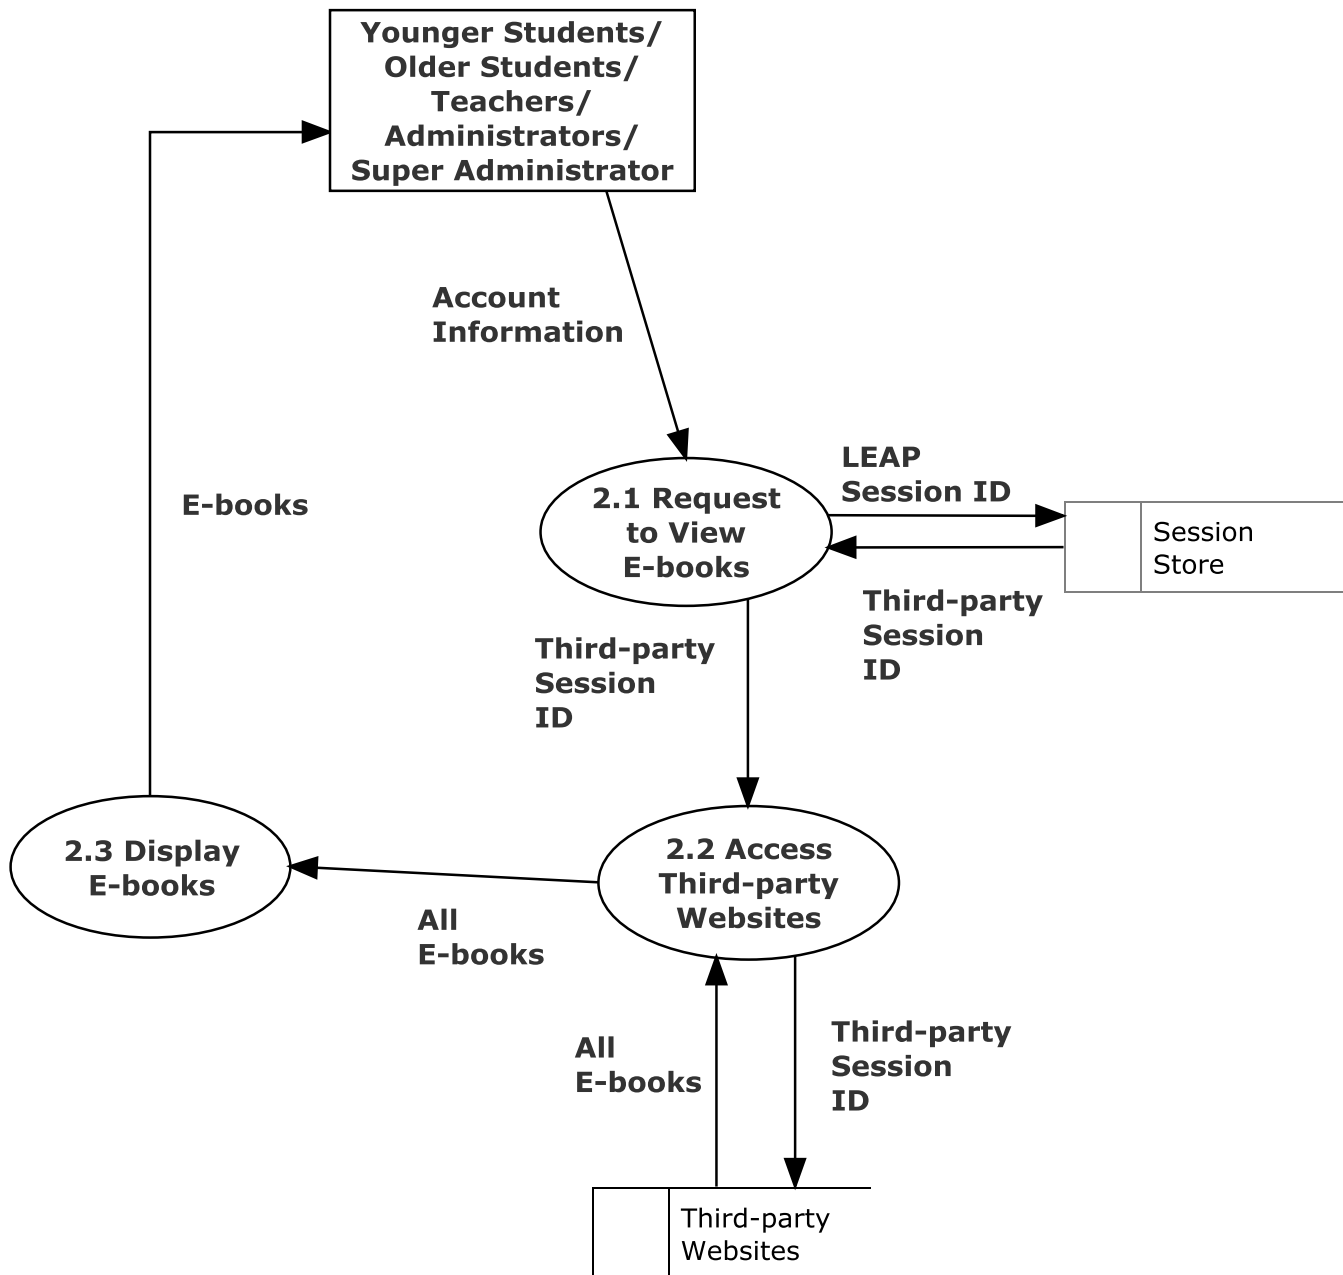 Younger Students/
Older Students/
Teachers/
Administrators/
Super Administrator
Account
Information
E-books
2.1 Request
to View
E-books
LEAP
Session ID
Session
Store
Third-party
Session
ID
Third-party
Session
ID
2.3 Display
E-books
2.2 Access
Third-party
Websites
All
E-books
All
E-books
Third-party
Session
ID
Third-party
Websites